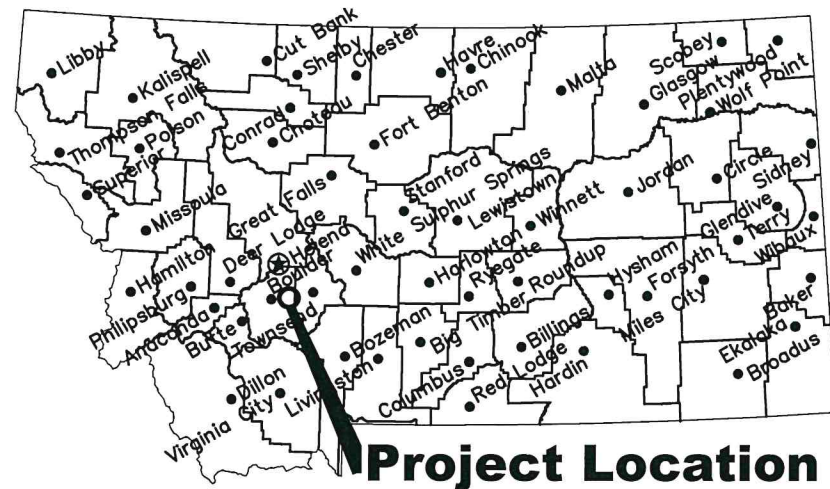 Libby
Cut Bank
Shelby
Chester
Havre
Chinook
Scobey
Plentywood
Kalispell
Malta
Glasgow
Wolf Point
Thompson Falls
Polson
Conrad
Choteau
Fort Benton
Superior
Circle
Sidney
Jordan
Missoula
Great Falls
Stanford
Lewistown
Winnett
Glendive
Terry
Wibaux
White Sulphur Springs
Hamilton
Deer Lodge
Helena
Boulder
Harlowtan
Ryegate
Roundup
Hysham
Forsyth
Miles City
Baker
Philipsburg
Anaconda
Butte
Townsend
Bozeman
Big Timber
Billings
Ekalaka
Broadus
Dillon
Livingston
Columbus
Red Lodge
Hardin
Virginia City
Project Location